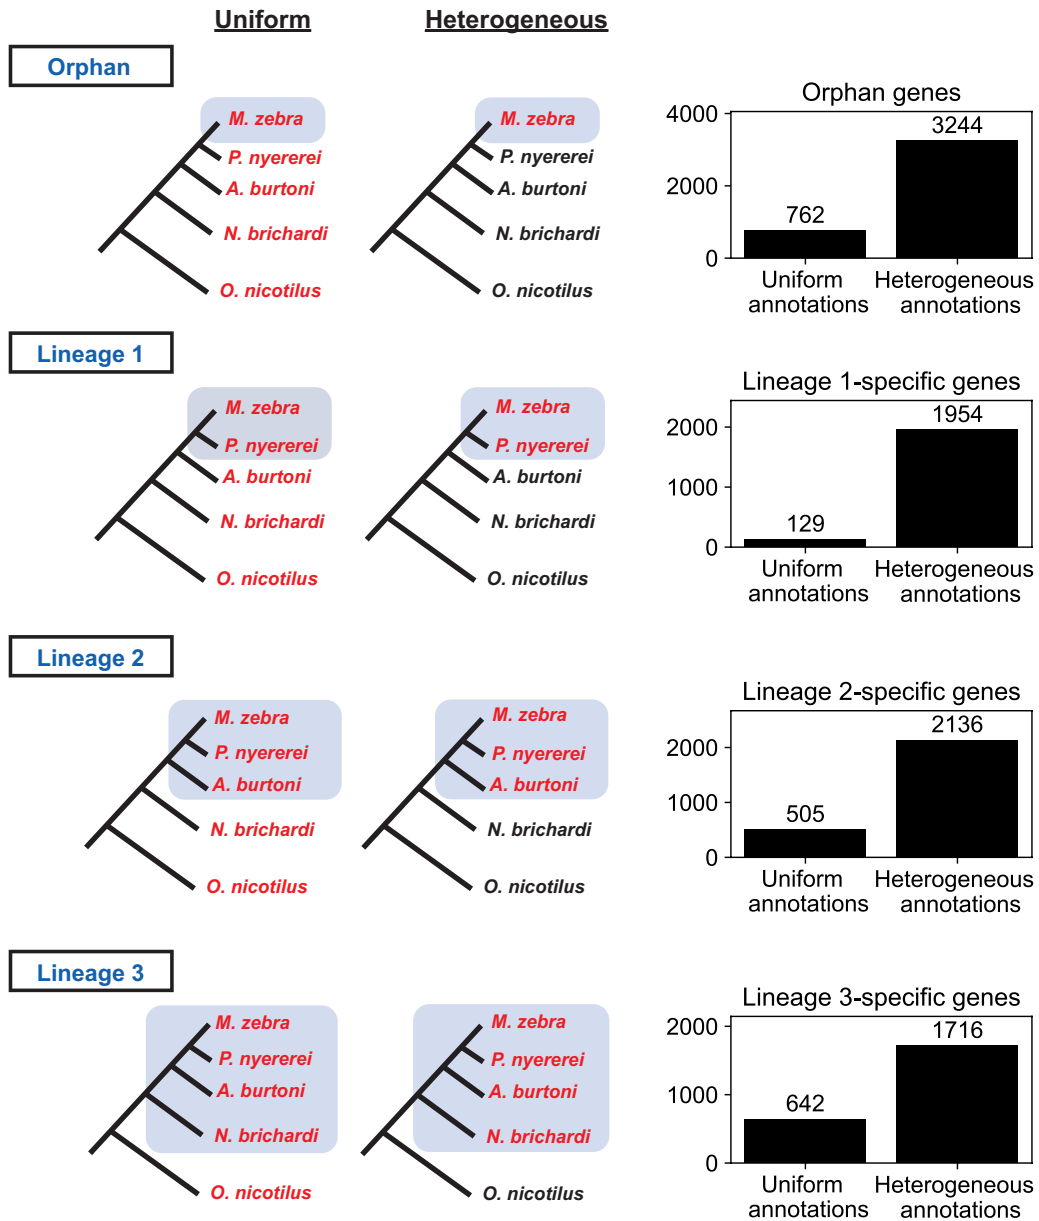 Uniform
Heterogeneous
Orphan
M. zebra
P. nyererei
A. burtoni
N. brichardi
O. nicotilus
M. zebra
P. nyererei
A. burtoni
N. brichardi
O. nicotilus
Orphan genes
4000
2000
0
762
3244
Uniform
annotations
Heterogeneous
annotations
Lineage 1
M. zebra
P. nyererei
A. burtoni
N. brichardi
O. nicotilus
M. zebra
P. nyererei
A. burtoni
N. brichardi
O. nicotilus
Lineage 1-specific genes
2000
1000
0
129
1954
Uniform
annotations
Heterogeneous
annotations
Lineage 2
M. zebra
P. nyererei
A. burtoni
N. brichardi
O. nicotilus
M. zebra
P. nyererei
A. burtoni
N. brichardi
O. nicotilus
Lineage 2-specific genes
2000
1000
0
505
2136
Uniform
annotations
Heterogeneous
annotations
Lineage 3
M. zebra
P. nyererei
A. burtoni
N. brichardi
O. nicotilus
M. zebra
P. nyererei
A. burtoni
N. brichardi
O. nicotilus
Lineage 3-specific genes
2000
1000
0
642
1716
Uniform
annotations
Heterogeneous
annotations